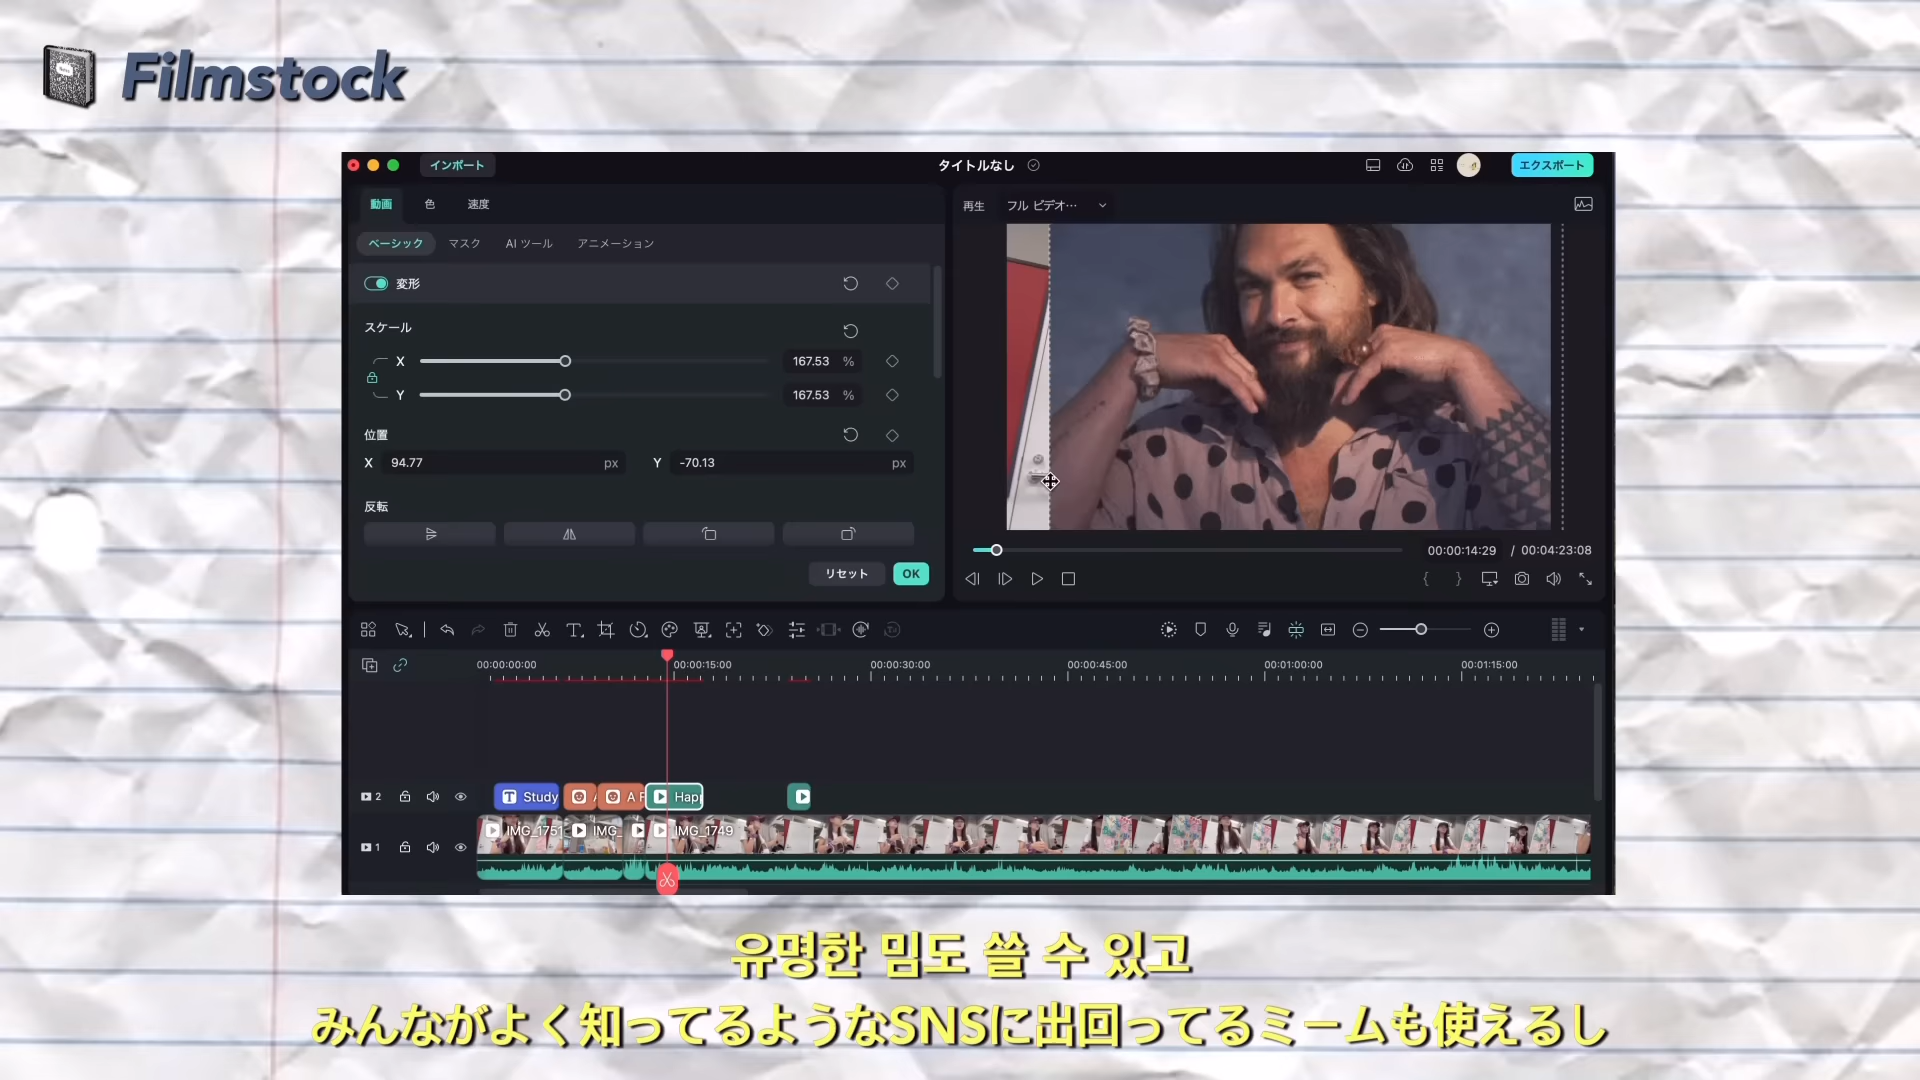 Filmstock
インポート
タイトルなし
エクスポート
動画 色 速度
再生 フル ビデオ…
ベーシック マスク AI ツール アニメーション
変形
スケール
X 167.53 %
Y 167.53 %
位置
X 94.77 px Y -70.13 px
反転
リセット OK
00:00:14:29 / 00:04:23:08
00:00:00:00 00:00:15:00 00:00:30:00 00:00:45:00 00:01:00:00 00:01:15:00
2 Study A F Hap
IMG_1751 IMG_ IMG_1749
1
유명한 밈도 쓸 수 있고
みんながよく知ってるようなSNSに出回ってるミームも使えるし